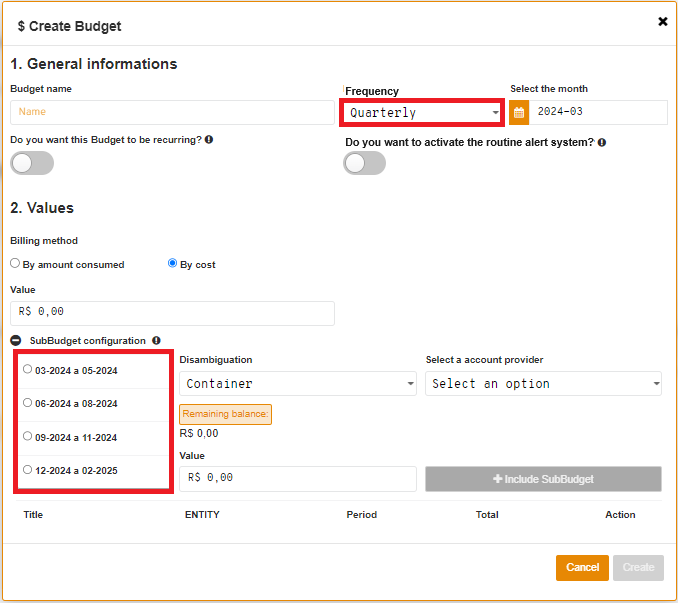 $ Create Budget
1. General informations
Budget name
Frequency
Select the month
Name
Quarterly
2024-03
Do you want this Budget to be recurring?
Do you want to activate the routine alert system?
2. Values
Billing method
By amount consumed
By cost
Value
R$ 0,00
SubBudget configuration
03-2024 a 05-2024
06-2024 a 08-2024
09-2024 a 11-2024
12-2024 a 02-2025
Disambiguation
Select a account provider
Container
Select an option
Remaining balance:
R$ 0,00
Value
R$ 0,00
Include SubBudget
Title ENTITY Period Total Action
Cancel
Create